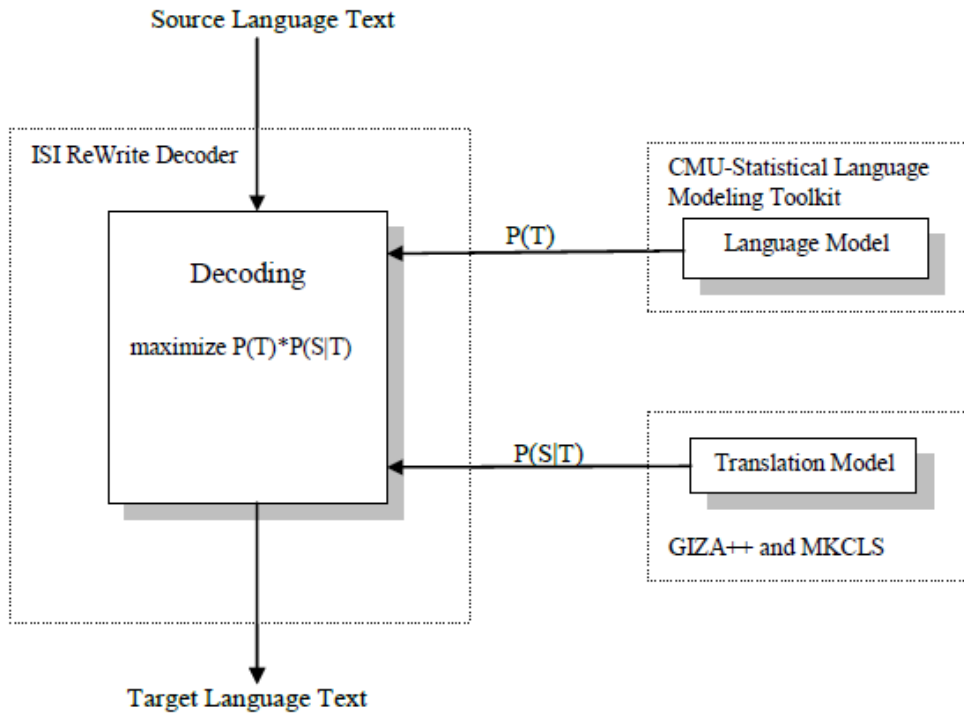 Source Language Text
ISI ReWrite Decoder
CMU-Statistical Language
Modeling Toolkit
P(T)
Language Model
Decoding
maximize P(T)*P(S|T)
P(S|T)
Translation Model
GIZA++ and MKCLS
Target Language Text